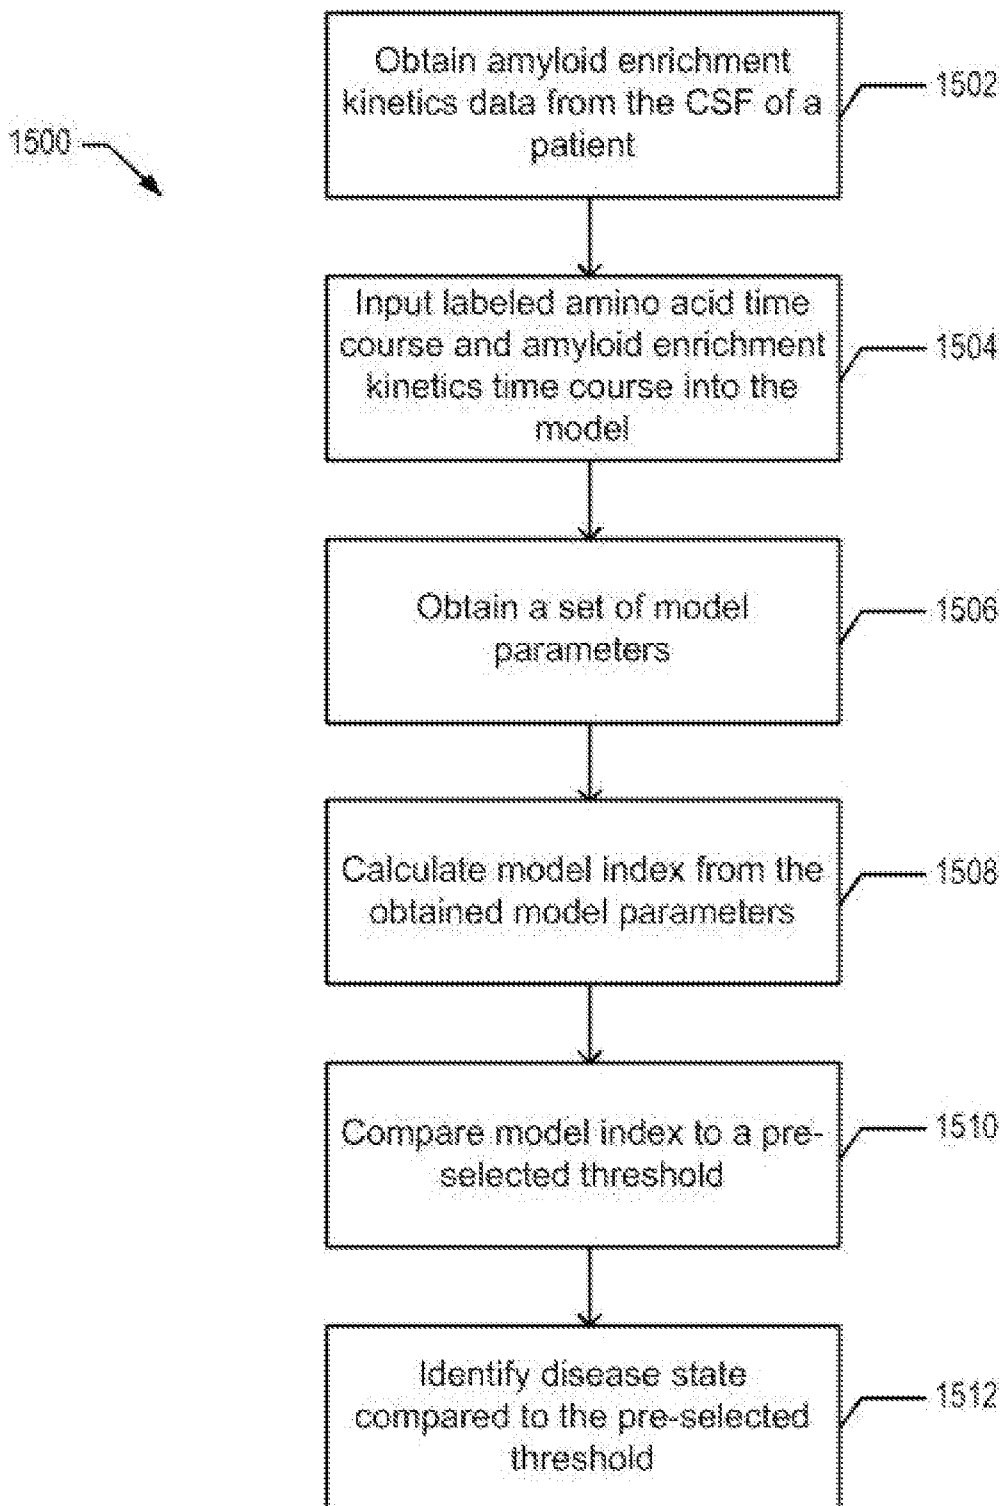 1500
Obtain amyloid enrichment
kinetics data from the CSF of a
patient
1502
Input labeled amino acid time
course and amyloid enrichment
kinetics time course into the
model
1504
Obtain a set of model
parameters
1506
Calculate model index from the
obtained model parameters
1508
Compare model index to a pre-
selected threshold
1510
Identify disease state
compared to the pre-selected
threshold
1512